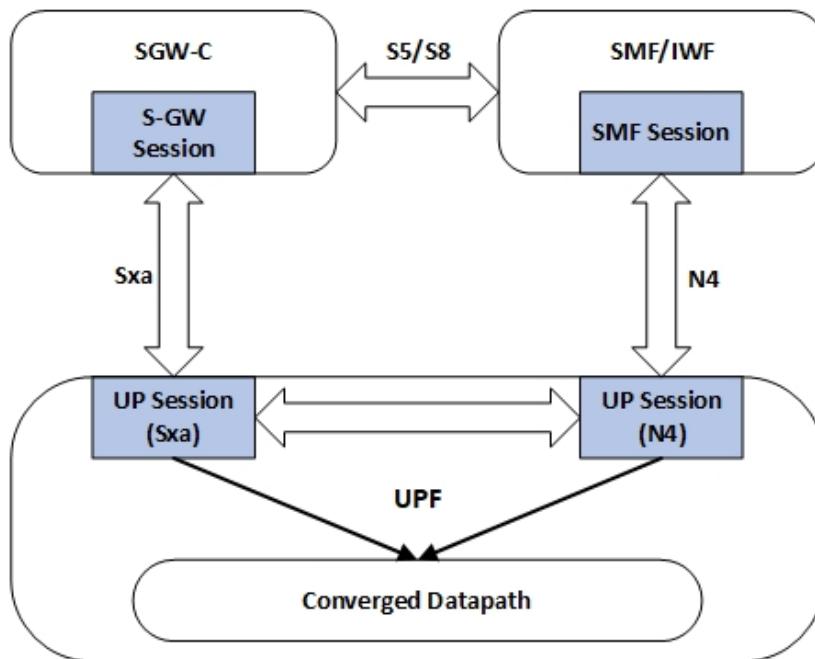 SGW-C
S5/S8
SMF/IWF
S-GW
Session
SMF Session
Sxa
N4
UP Session
(Sxa)
UP Session
(N4)
UPF
Converged Datapath